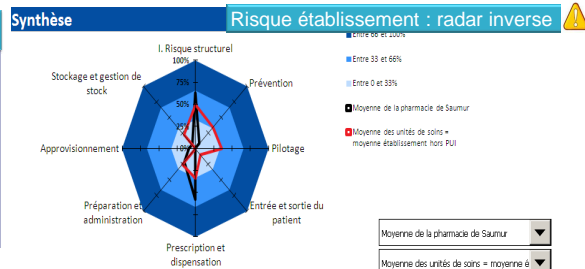 Synthèse
Risque établissement : radar inverse
I. Risque structurel
100%
75%
50%
25%
0%
Prévention
Pilotage
Entrée et sortie du
patient
Prescription et
dispensation
Préparation et
administration
Approvisionnement
Stockage et gestion de
stock
Entre 66 et 100%
Entre 33 et 66%
Entre 0 et 33%
Moyenne de la pharmacie de Saumur
Moyenne des unités de soins =
moyenne établissement hors PUI
Moyenne de la pharmacie de Saumur
Moyenne des unités de soins = moyenne é